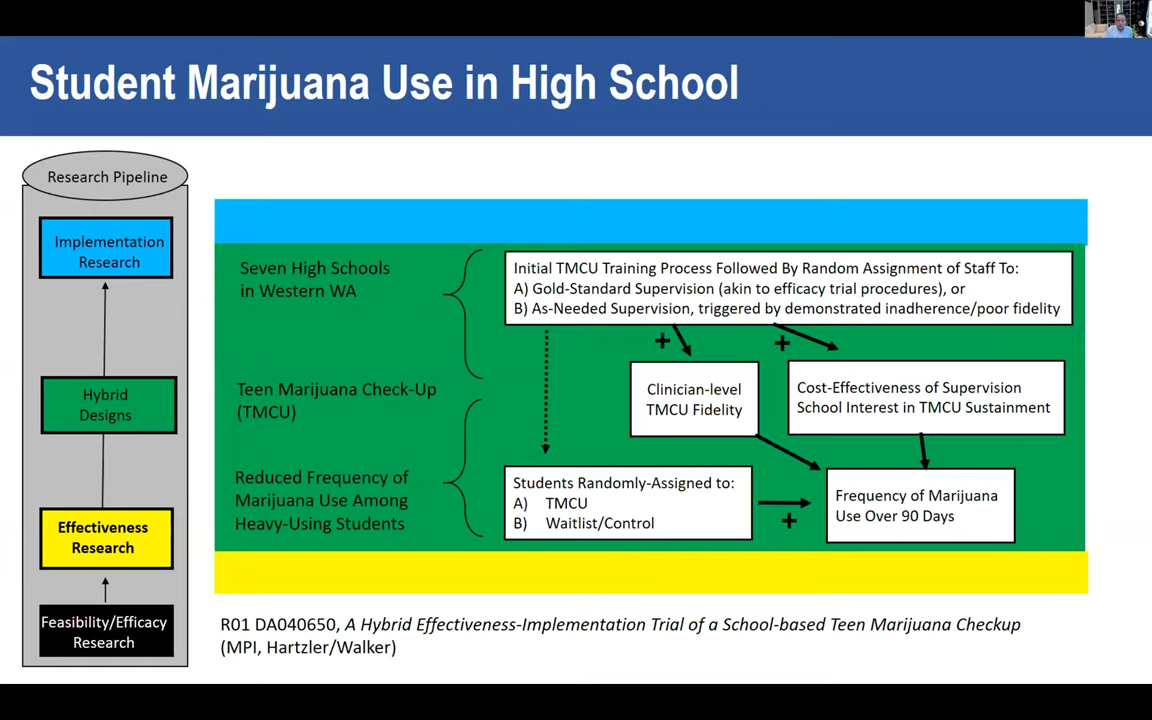 Student Marijuana Use in High School
Research Pipeline
Implementation
Research
Hybrid
Designs
Effectiveness
Research
Feasibility/Efficacy
Research
Seven High Schools
in Western WA
Teen Marijuana Check-Up
(TMCU)
Reduced Frequency of
Marijuana Use Among
Heavy-Using Students
Initial TMCU Training Process Followed By Random Assignment of Staff To:
A) Gold-Standard Supervision (akin to efficacy trial procedures), or
B) As-Needed Supervision, triggered by demonstrated inadherence/poor fidelity
+
+
Clinician-level
TMCU Fidelity
Cost-Effectiveness of Supervision
School Interest in TMCU Sustainment
Students Randomly-Assigned to:
A) TMCU
B) Waitlist/Control
+
Frequency of Marijuana
Use Over 90 Days
R01 DA040650, A Hybrid Effectiveness-Implementation Trial of a School-based Teen Marijuana Checkup
(MPI, Hartzler/Walker)